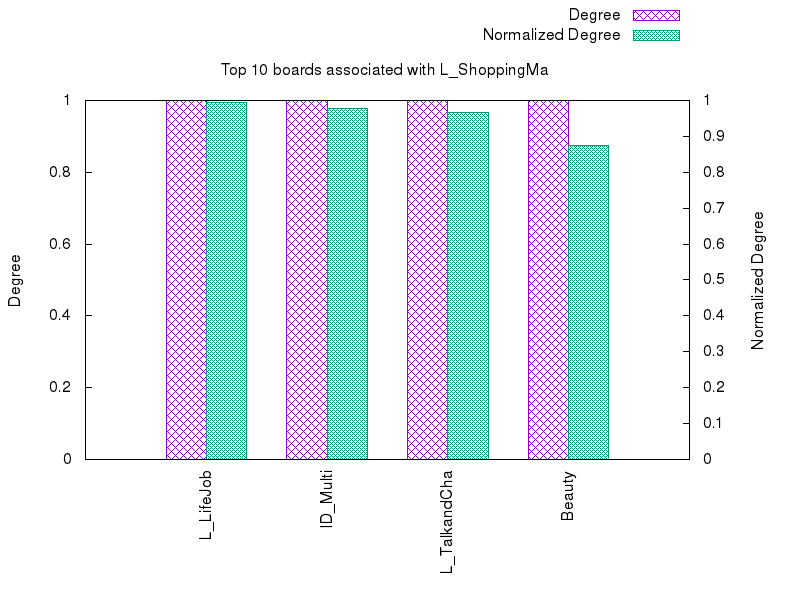 Degree
Normalized Degree
Top 10 boards associated with L_ShoppingMa
1
0.8
0.6
0.4
0.2
0
1
0.9
0.8
0.7
0.6
0.5
0.4
0.3
0.2
0.1
0
Degree
Normalized Degree
L_LifeJob
ID_Multi
L_TalkandCha
Beauty